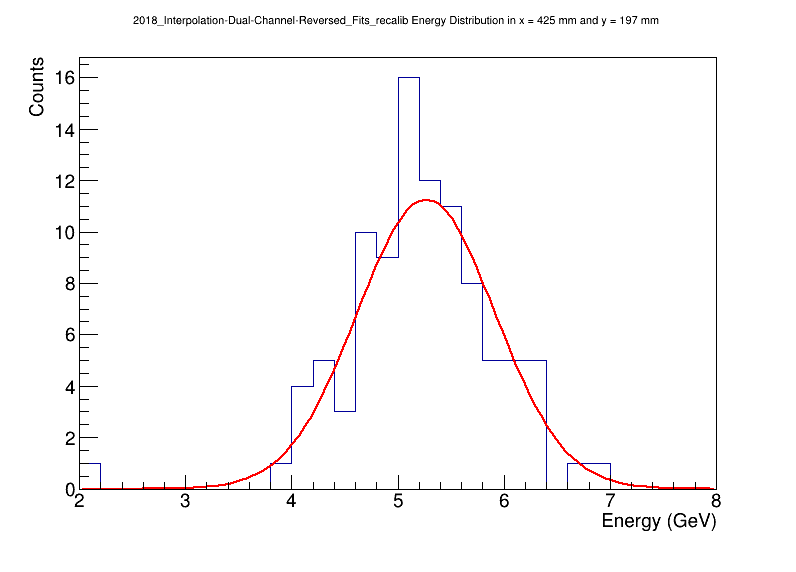 2018_Interpolation-Dual-Channel-Reversed_Fits_recalib Energy Distribution in x = 425 mm and y = 197 mm
Counts
16
14
12
10
8
6
4
2
0
2 3 4 5 6 7 8
Energy (GeV)